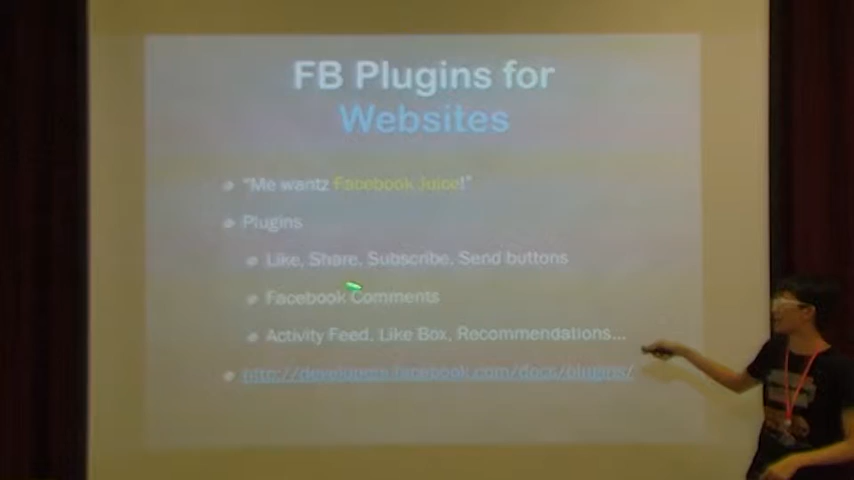 FB Plugins for
Websites
"Me wantz Facebook Juice!"
Plugins
Like, Share, Subscribe, Send buttons
Facebook Comments
Activity Feed, Like Box, Recommendations...
http://developers.facebook.com/docs/plugins/